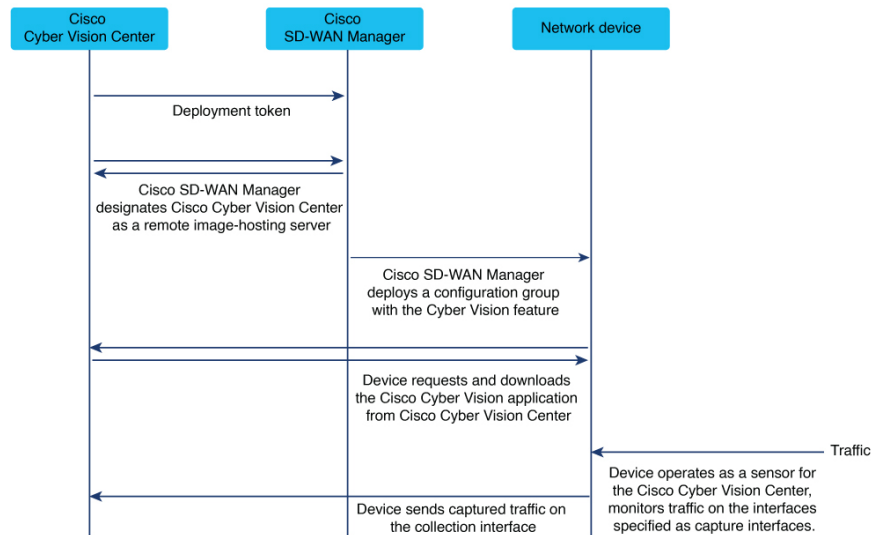 Cisco
Cyber Vision Center
Cisco
SD-WAN Manager
Network device
Deployment token
Cisco SD-WAN Manager
designates Cisco Cyber Vision Center
as a remote image-hosting server
Cisco SD-WAN Manager
deploys a configuration group
with the Cyber Vision feature
Device requests and downloads
the Cisco Cyber Vision application
from Cisco Cyber Vision Center
Traffic
Device operates as a sensor for
the Cisco Cyber Vision Center,
monitors traffic on the interfaces
specified as capture interfaces.
Device sends captured traffic on
the collection interface